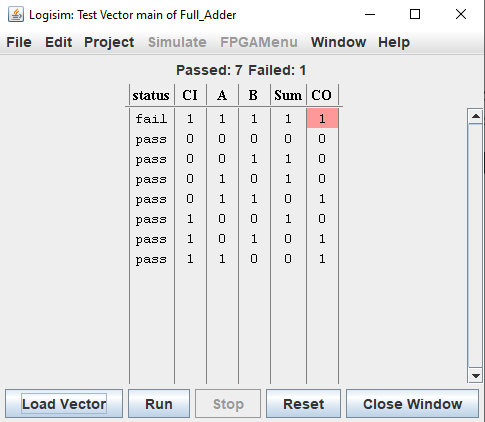 Logisim: Test Vector main of Full_Adder
File Edit Project Simulate FPGAMenu Window Help
Passed: 7 Failed: 1
status CI A B Sum CO
fail 1 1 1 1 1
pass 0 0 0 0 0
pass 0 0 1 1 0
pass 0 1 0 1 0
pass 0 1 1 0 1
pass 1 0 0 1 0
pass 1 0 1 0 1
pass 1 1 0 0 1
Load Vector Run Stop Reset Close Window